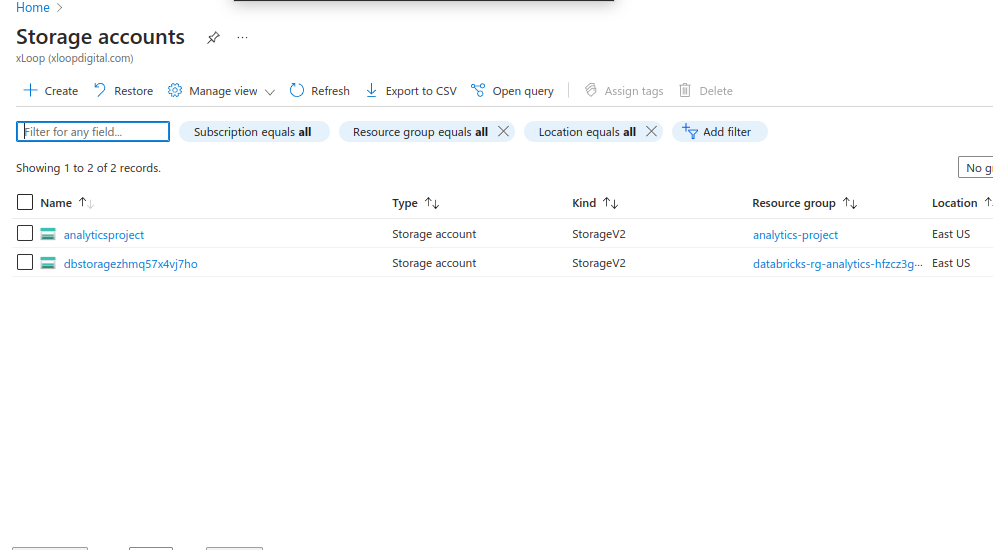 Home
Storage accounts
xLoop (xloopdigital.com)
Create Restore Manage view Refresh Export to CSV Open query Assign tags Delete
Filter for any field... Subscription equals all Resource group equals all Location equals all Add filter
Showing 1 to 2 of 2 records.
No
Name Type Kind Resource group Location
analyticsproject Storage account StorageV2 analytics-project East US
dbstoragezhmq57x4vj7ho Storage account StorageV2 databricks-rg-analytics-hfzcz3g... East US